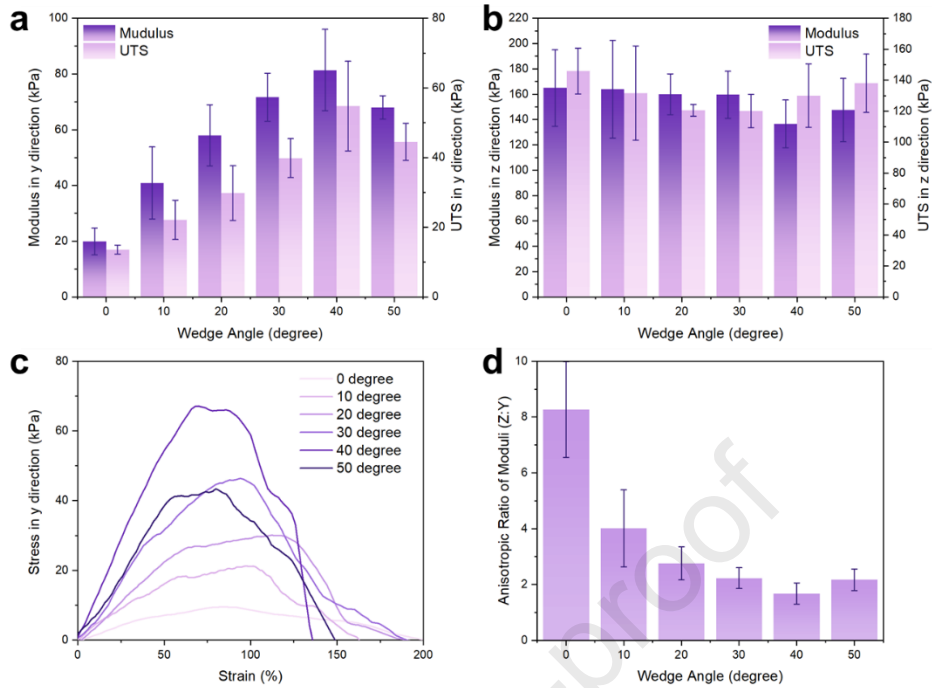 a
Mudulus
UTS
Modulus in y direction (kPa)
100
80
60
40
20
0
80
60
40
20
0
UTS in y direction (kPa)
0 10 20 30 40 50
Wedge Angle (degree)
b
Modulus
UTS
Modulus in z direction (kPa)
220
200
180
160
140
120
100
80
60
40
20
0
180
160
140
120
100
80
60
40
20
0
UTS in z direction (kPa)
0 10 20 30 40 50
Wedge Angle (degree)
c
0 degree
10 degree
20 degree
30 degree
40 degree
50 degree
Stress in y direction (kPa)
80
60
40
20
0
0 50 100 150 200
Strain (%)
d
Anisotropic Ratio of Moduli (Z:Y)
10
8
6
4
2
0
0 10 20 30 40 50
Wedge Angle (degree)